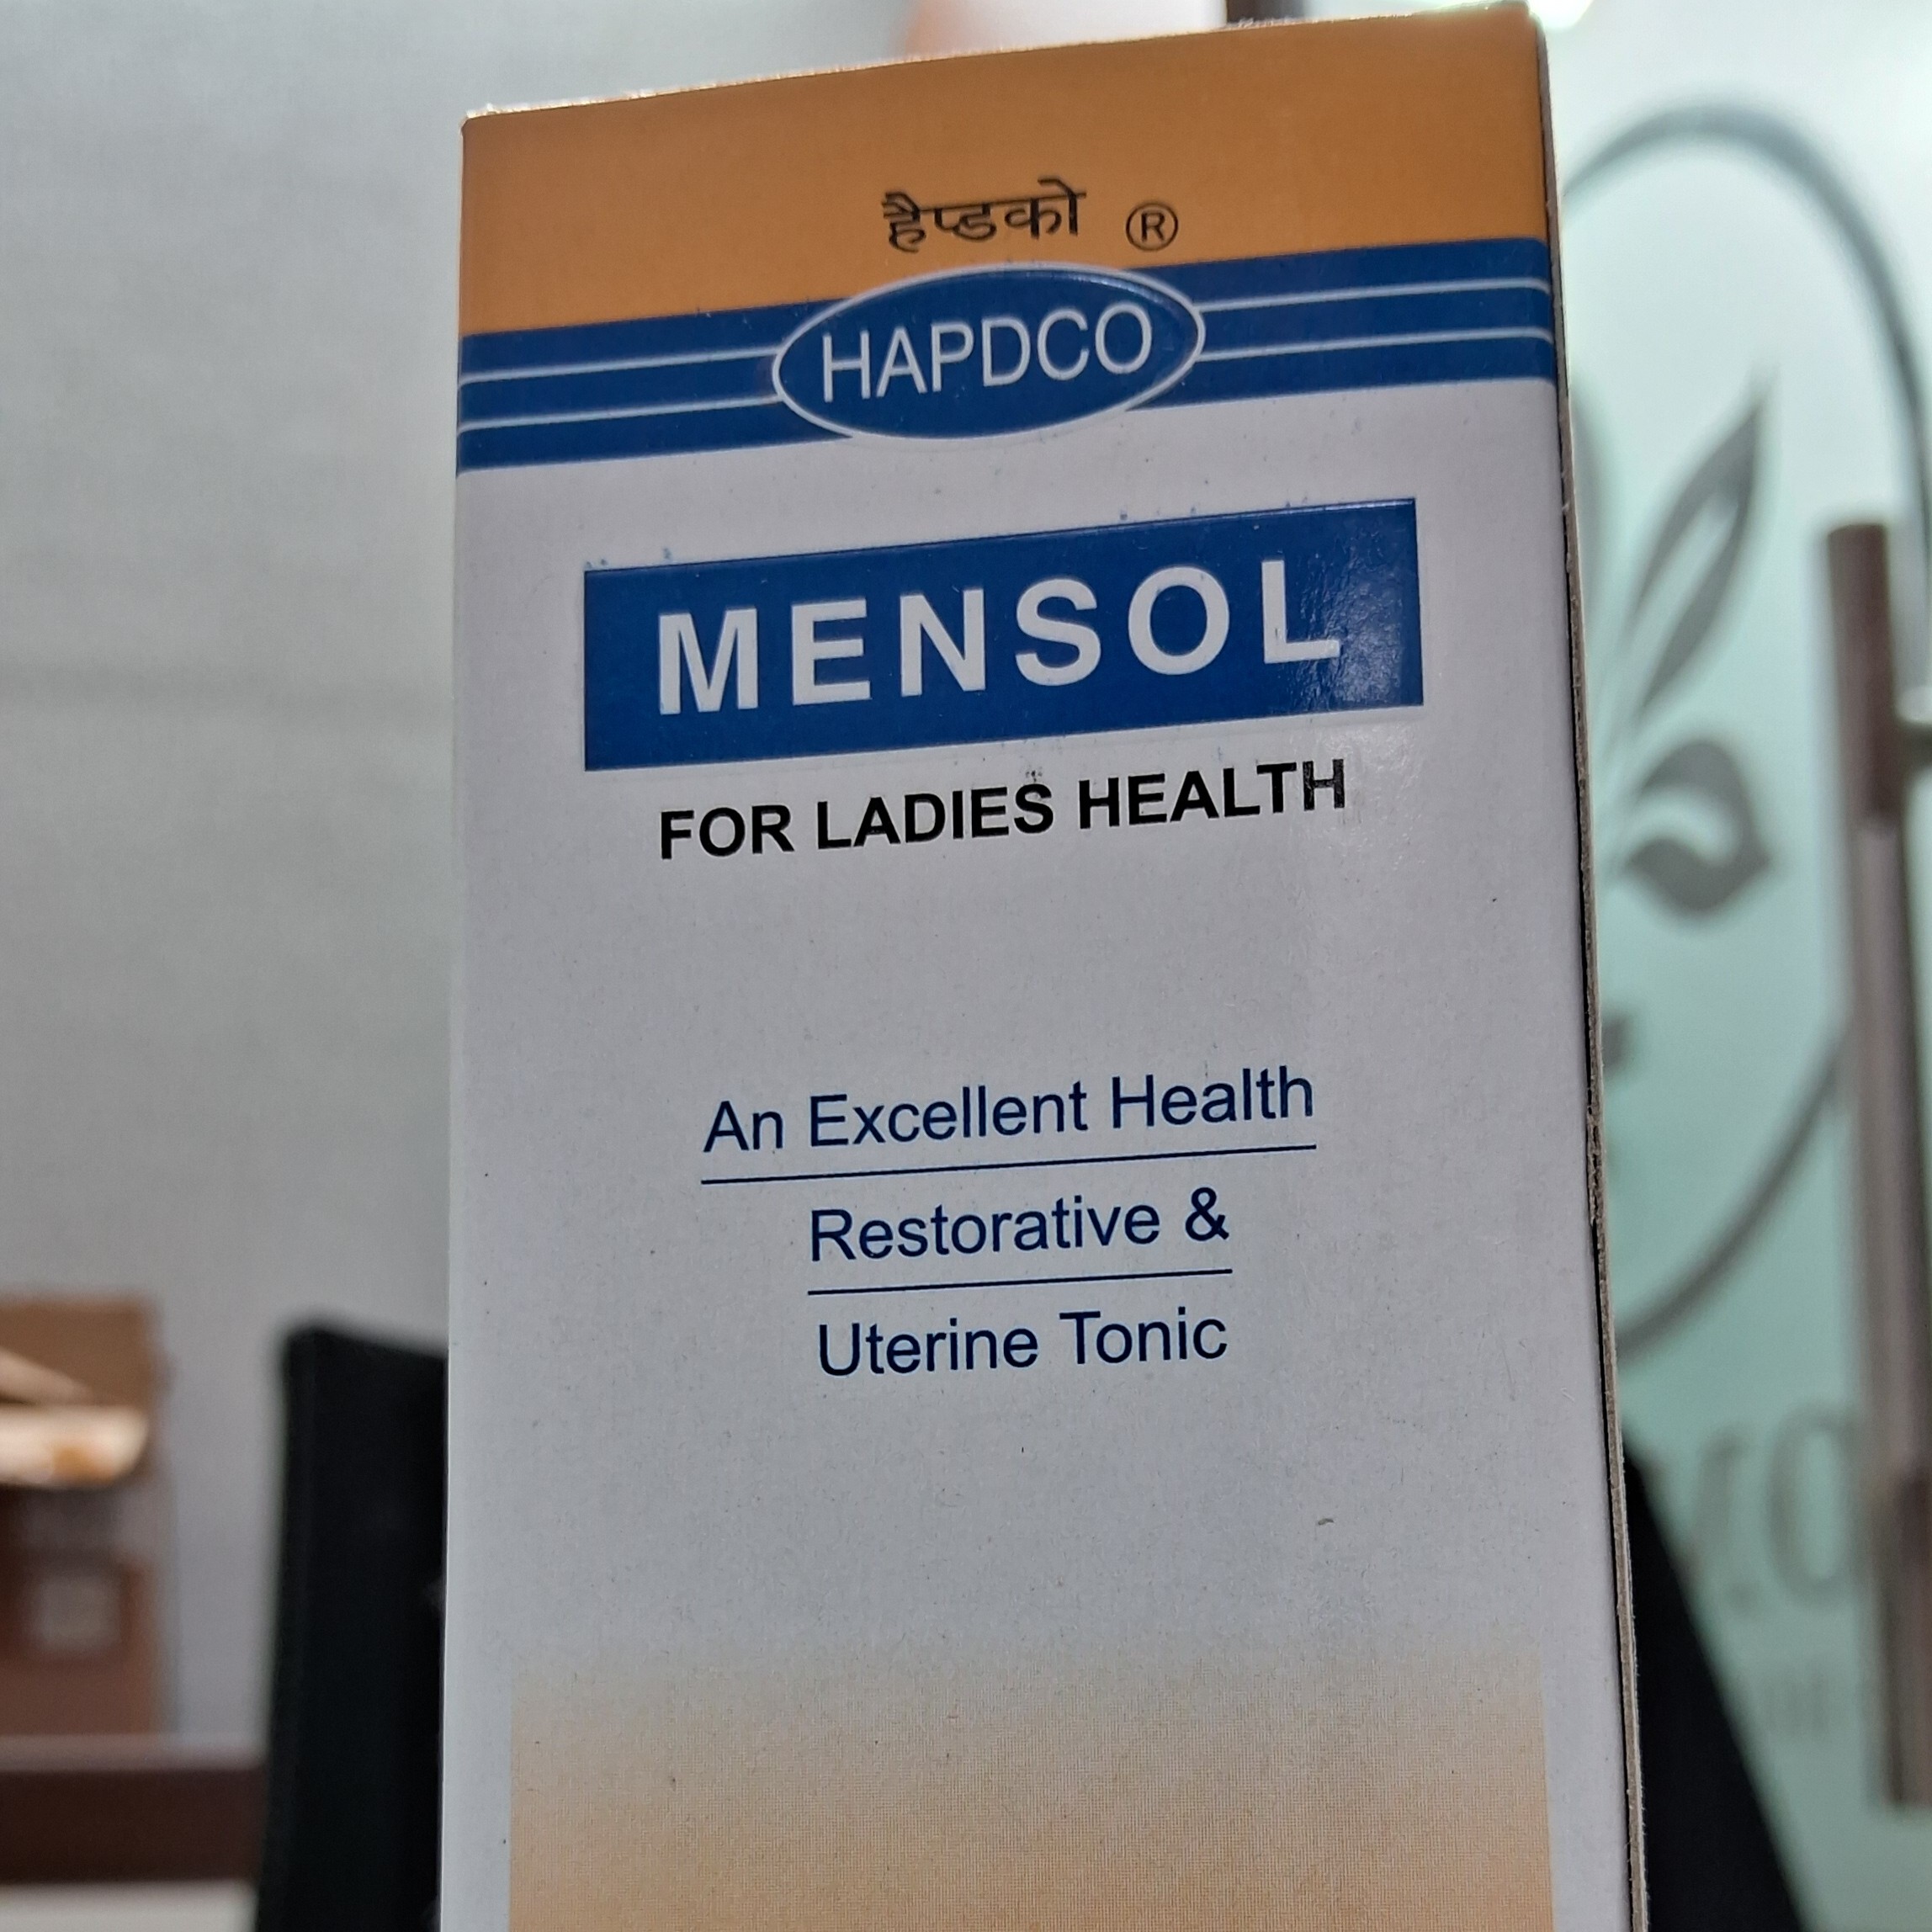 हैप्डको ®
HAPDCO
MENSOL
FOR LADIES HEALTH
An Excellent Health
Restorative &
Uterine Tonic